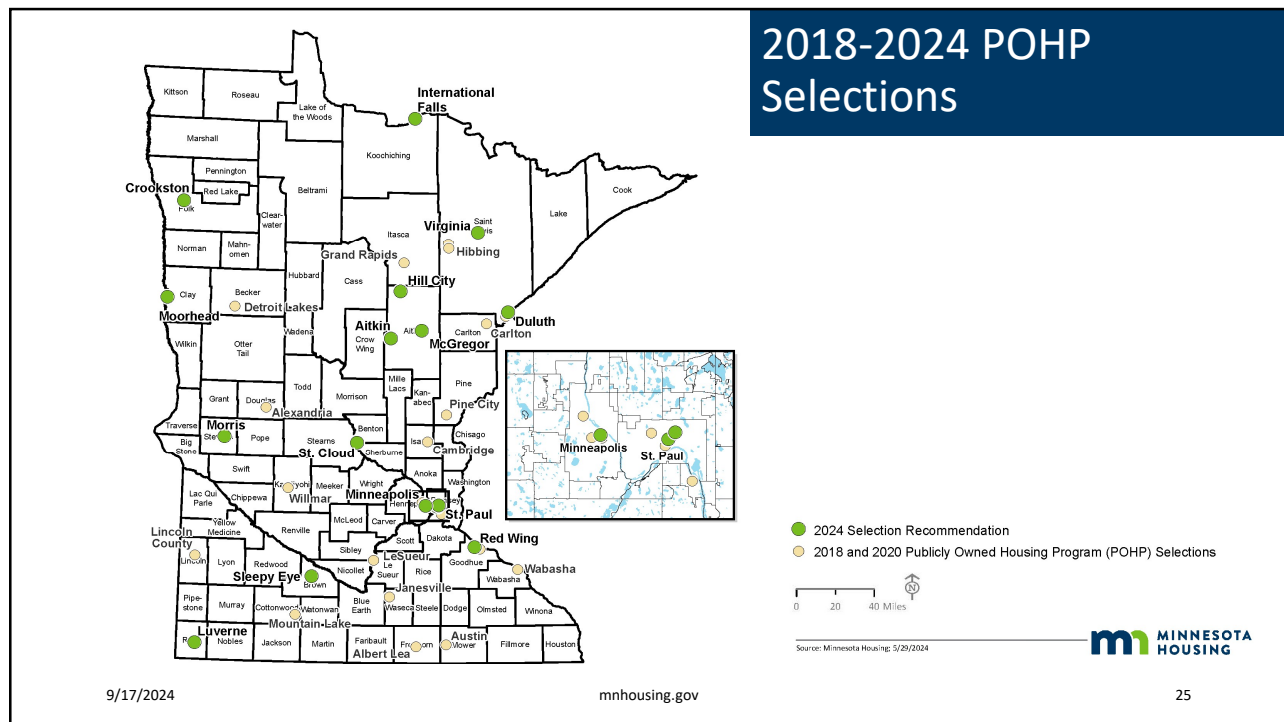 2018-2024 POHP
Selections
International
Falls
Kittson
Roseau
Lake of
the Woods
Marshall
Koochiching
Pennington
Red Lake
Beltrami
Cook
Lake
Crookston
Polk
Clear-
water
Virginia
Saint
Itasca
Norman
Mahn-
omen
Grand Rapids
Hibbing
Hubbard
Cass
Hill City
Clay
Becker
Detroit Lakes
Moorhead
Duluth
Carlton
Carlton
Aitkin
McGregor
Wadena
Crow
Wing
Wilkin
Otter
Tail
Mille
Lacs
Kan-
abec
Pine
Todd
Morrison
Grant
Douglas
Alexandria
Pine City
Traverse
Morris
Benton
Chisago
Big
Stone
Pope
Stearns
St. Cloud
Sherburne
Cambridge
Swift
Anoka
Washington
Lac Qui
Parle
Chippewa
Willmar
Meeker
Wright
Minneapolis
St. Paul
Yellow
Medicine
Renville
McLeod
Carver
Scott
Dakota
Red Wing
Lincoln
County
Lincoln
Lyon
Redwood
Sibley
Nicollet
LeSueur
Le
Sueur
Rice
Goodhue
Wabasha
Wabasha
Sleepy Eye
Brown
Janesville
Pipe-
stone
Murray
Cottonwood
Watonwan
Blue
Earth
Waseca
Steele
Dodge
Olmsted
Winona
Mountain Lake
Luverne
Nobles
Jackson
Martin
Faribault
Albert Lea
Austin
Mower
Fillmore
Houston
Minneapolis
St. Paul
2024 Selection Recommendation
2018 and 2020 Publicly Owned Housing Program (POHP) Selections
N
0 20 40 Miles
Source: Minnesota Housing; 5/29/2024
MINNESOTA
HOUSING
9/17/2024
mnhousing.gov
25